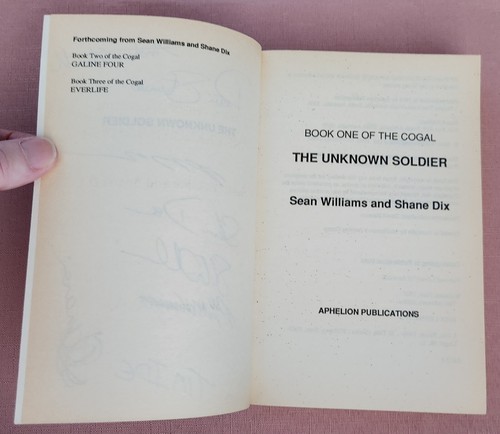 Forthcoming from Sean Williams and Shane Dix
Book Two of the Cogal
GALINE FOUR
Book Three of the Cogal
EVERLIFE
BOOK ONE OF THE COGAL
THE UNKNOWN SOLDIER
Sean Williams and Shane Dix
APHELION PUBLICATIONS